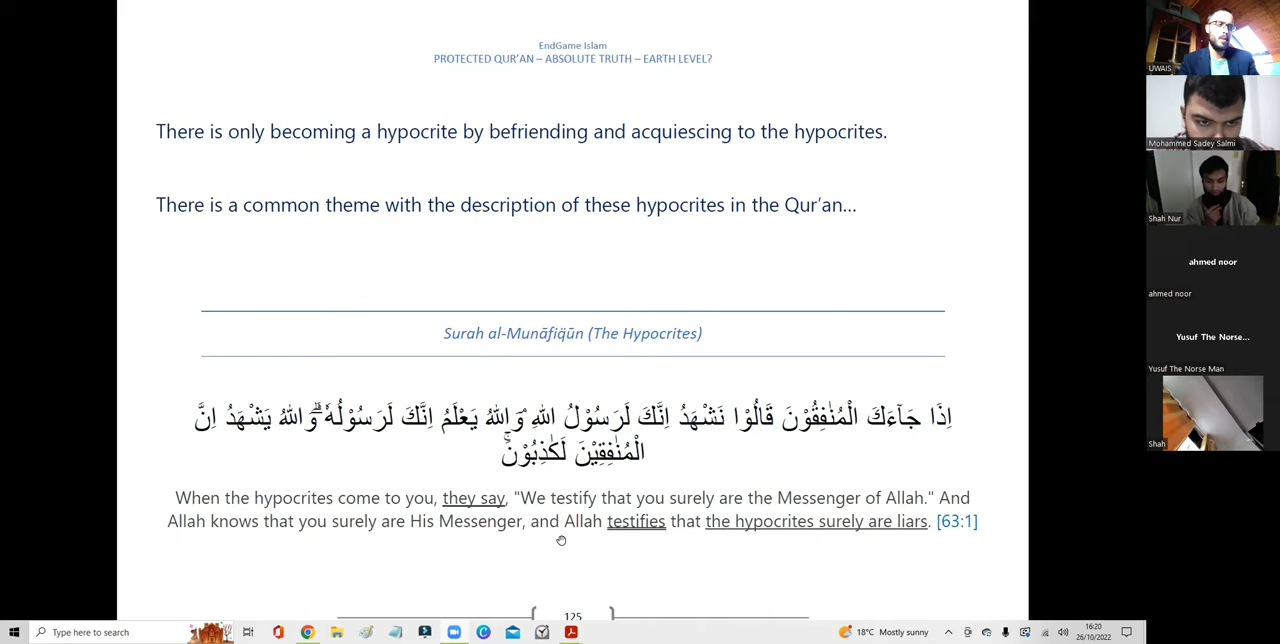 EndGame Islam
PROTECTED QUR'AN – ABSOLUTE TRUTH – EARTH LEVEL?
There is only becoming a hypocrite by befriending and acquiescing to the hypocrites.
There is a common theme with the description of these hypocrites in the Qur'an…
Surah al-Munāfiqūn (The Hypocrites)
اِذَا جَآءَكَ الْمُنٰفِقُوْنَ قَالُوْا نَشْهَدُ اِنَّكَ لَرَسُوْلُ اللّٰهِ ۘ وَاللّٰهُ يَعْلَمُ اِنَّكَ لَرَسُوْلُهٗ ؕ وَاللّٰهُ يَشْهَدُ اِنَّ
الْمُنٰفِقِيْنَ لَكٰذِبُوْنَ ۚ
When the hypocrites come to you, they say, "We testify that you surely are the Messenger of Allah." And
Allah knows that you surely are His Messenger, and Allah testifies that the hypocrites surely are liars. [63:1]
125
UWAIS
Mohammed Sadey Salmi
Shah Nur
ahmed noor
ahmed noor
Yusuf The Norse...
Yusuf The Norse Man
Shah
Type here to search
18°C Mostly sunny
16:20
26/10/2022